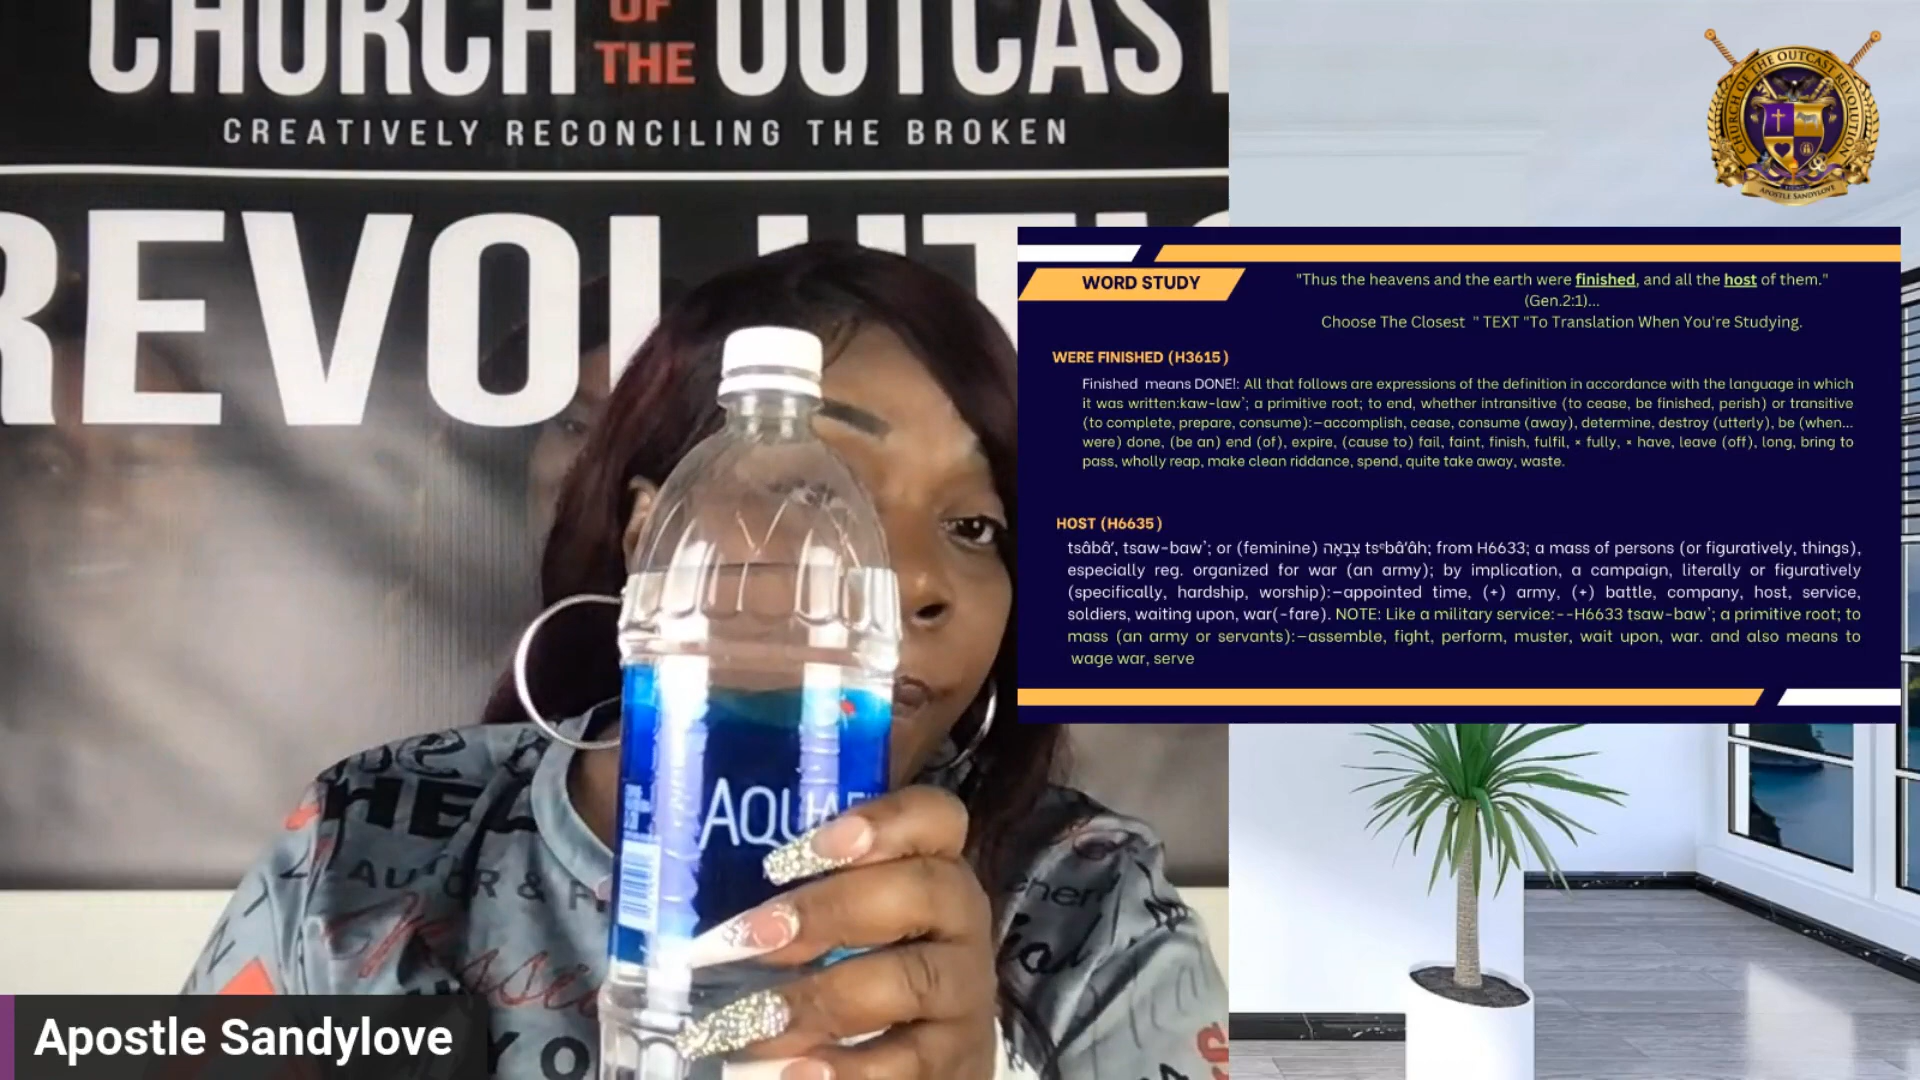 CHURCH OF THE OUTCAST
CREATIVELY RECONCILING THE BROKEN
CHURCH OF THE OUTCAST REVOLUTION
APOSTLE SANDYLOVE
WORD STUDY
"Thus the heavens and the earth were finished, and all the host of them."
(Gen.2:1)...
Choose The Closest " TEXT "To Translation When You're Studying.
WERE FINISHED (H3615)
Finished means DONE!: All that follows are expressions of the definition in accordance with the language in which
it was written:kaw-law'; a primitive root; to end, whether intransitive (to cease, be finished, perish) or transitive
(to complete, prepare, consume):—accomplish, cease, consume (away), determine, destroy (utterly), be (when...
were) done, (be an) end (of), expire, (cause to) fail, faint, finish, fulfil, × fully, × have, leave (off), long, bring to
pass, wholly reap, make clean riddance, spend, quite take away, waste.
HOST (H6635)
tsâbâʼ, tsaw-baw'; or (feminine) צְבָאָה tsᵉbâʼâh; from H6633; a mass of persons (or figuratively, things),
especially reg. organized for war (an army); by implication, a campaign, literally or figuratively
(specifically, hardship, worship):—appointed time, (+) army, (+) battle, company, host, service,
soldiers, waiting upon, war(-fare). NOTE: Like a military service:--H6633 tsaw-baw'; a primitive root; to
mass (an army or servants):—assemble, fight, perform, muster, wait upon, war. and also means to
wage war, serve
AQUAF
Apostle Sandylove